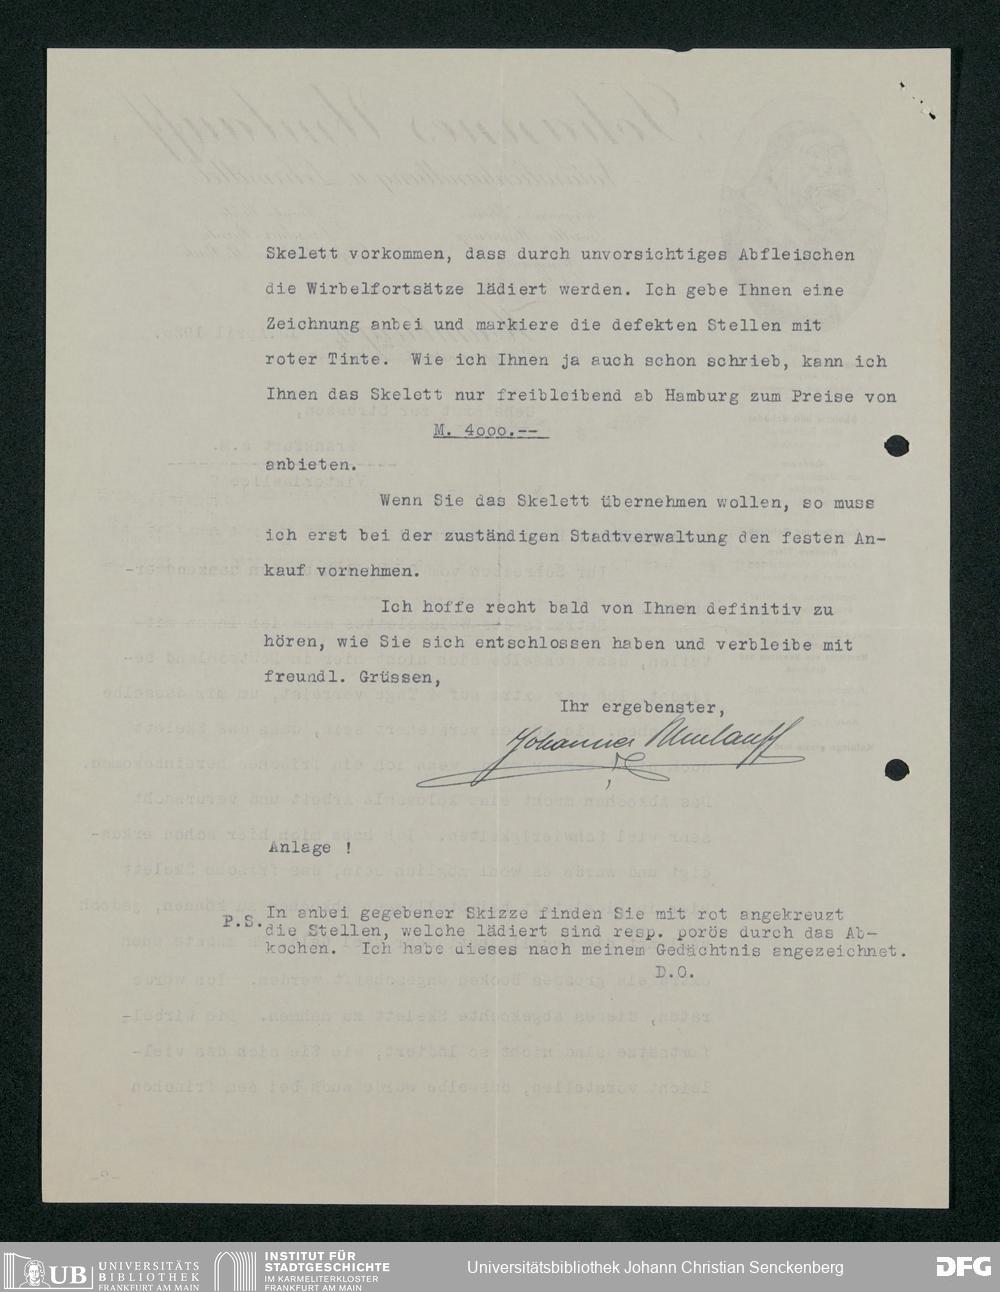 Skelett vorkommen, dass durch unvorsichtiges Abfleischen
die Wirbelfortsätze lädiert werden. Ich gebe Ihnen eine
Zeichnung anbei und markiere die defekten Stellen mit
roter Tinte. Wie ich Ihnen ja auch schon schrieb, kann ich
Ihnen das Skelett nur freibleibend ab Hamburg zum Preise von
M. 4ooo.--
anbieten.
Wenn Sie das Skelett übernehmen wollen, so muss
ich erst bei der zuständigen Stadtverwaltung den festen An-
kauf vornehmen.
Ich hoffe recht bald von Ihnen definitiv zu
hören, wie Sie sich entschlossen haben und verbleibe mit
freundl. Grüssen,
Ihr ergebenster,
Johannes Umlauff
Anlage !
P.S. In anbei gegebener Skizze finden Sie mit rot angekreuzt
die Stellen, welche lädiert sind resp. porös durch das Ab-
kochen. Ich habe dieses nach meinem Gedächtnis angezeichnet.
D.O.
UB UNIVERSITÄTS
BIBLIOTHEK
FRANKFURT AM MAIN
INSTITUT FÜR
STADTGESCHICHTE
IM KARMELITERKLOSTER
FRANKFURT AM MAIN
Universitätsbibliothek Johann Christian Senckenberg
DFG